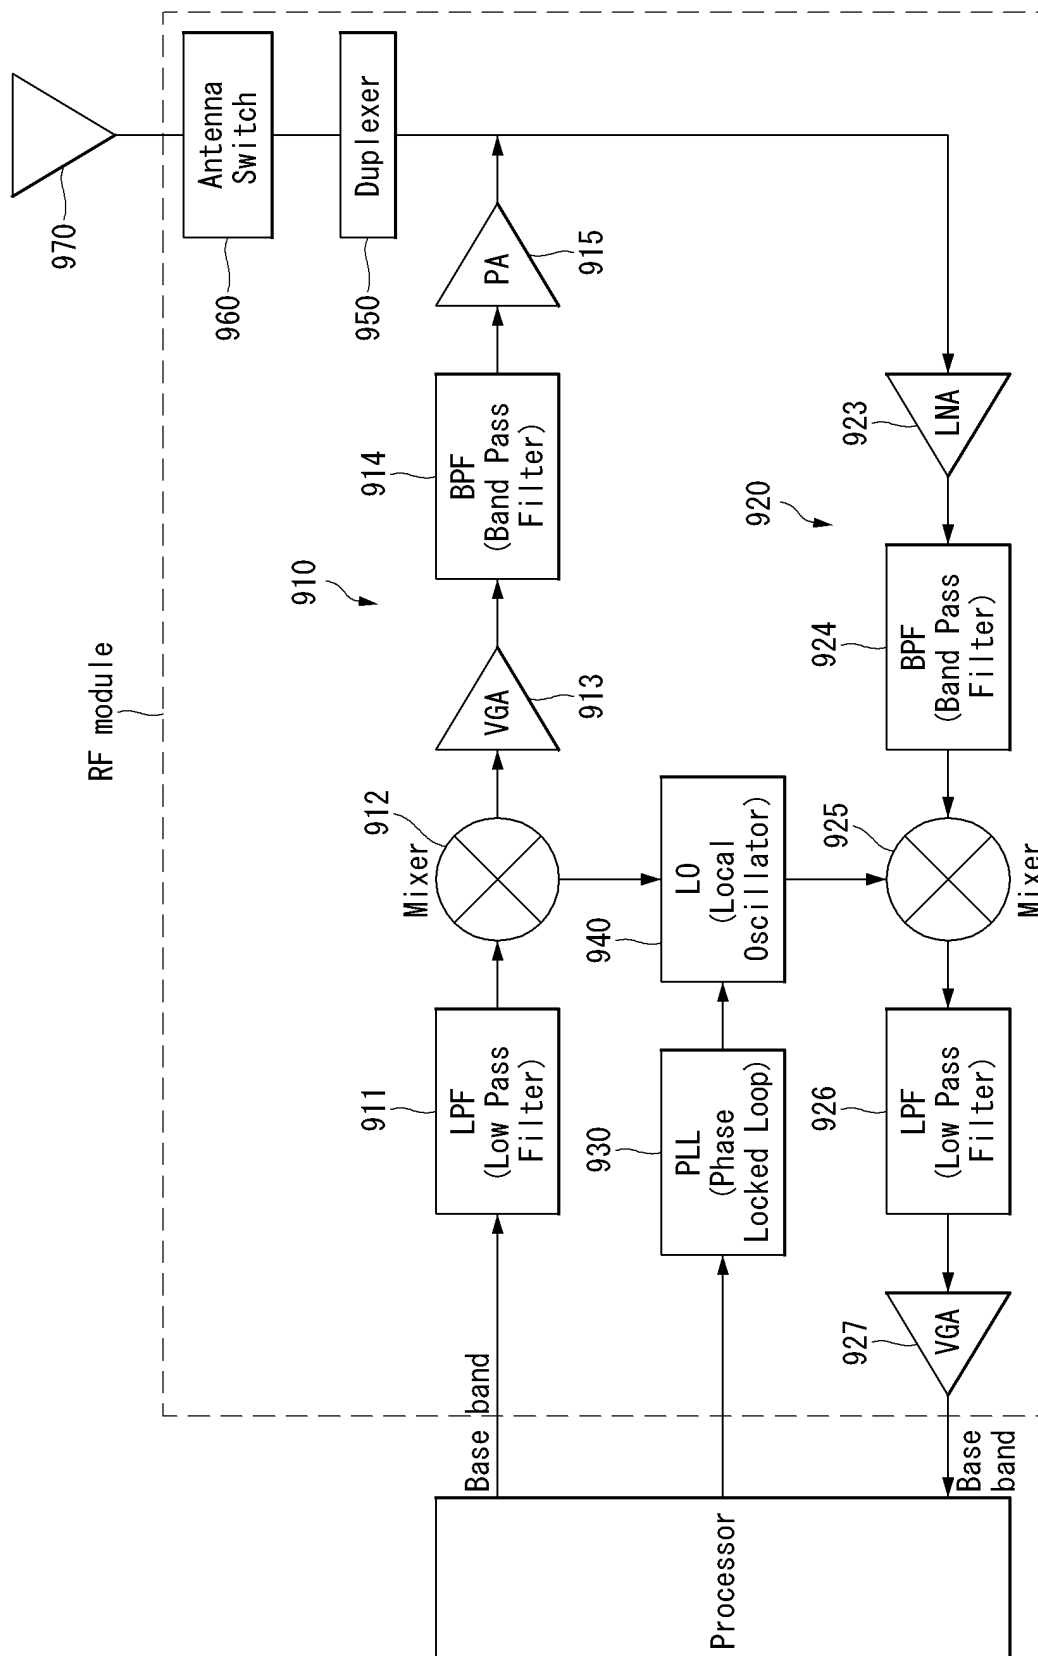 RF module
970
Antenna
Switch
960
Duplexer
950
910
Base band
LPF
(Low Pass
Filter)
911
Mixer
912
VGA
913
BPF
(Band Pass
Filter)
914
PA
915
Processor
PLL
(Phase
Locked Loop)
930
LO
(Local
Oscillator)
940
920
LNA
923
BPF
(Band Pass
Filter)
924
925
Mixer
LPF
(Low Pass
Filter)
926
VGA
927
Base
band